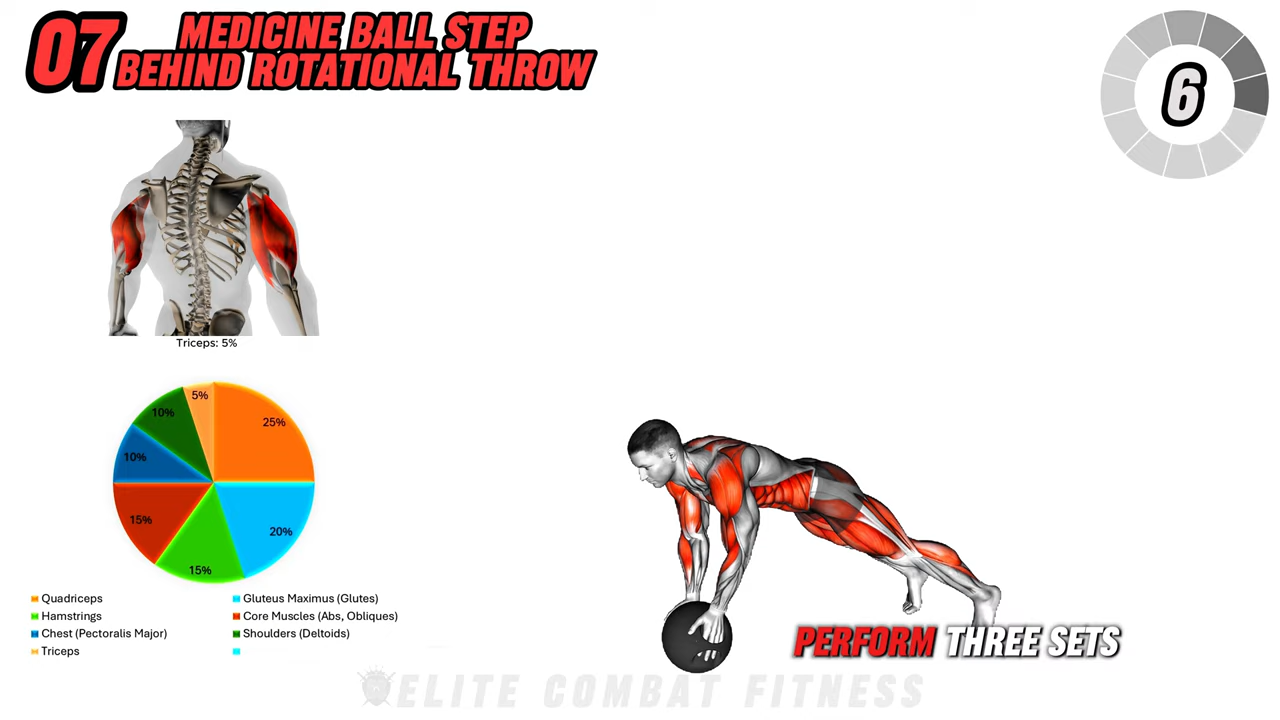 07
MEDICINE BALL STEP
BEHIND ROTATIONAL THROW
6
Triceps: 5%
5%
25%
10%
10%
15%
20%
15%
Quadriceps
Gluteus Maximus (Glutes)
Hamstrings
Core Muscles (Abs, Obliques)
Chest (Pectoralis Major)
Shoulders (Deltoids)
Triceps
PERFORM THREE SETS
ELITE COMBAT FITNESS